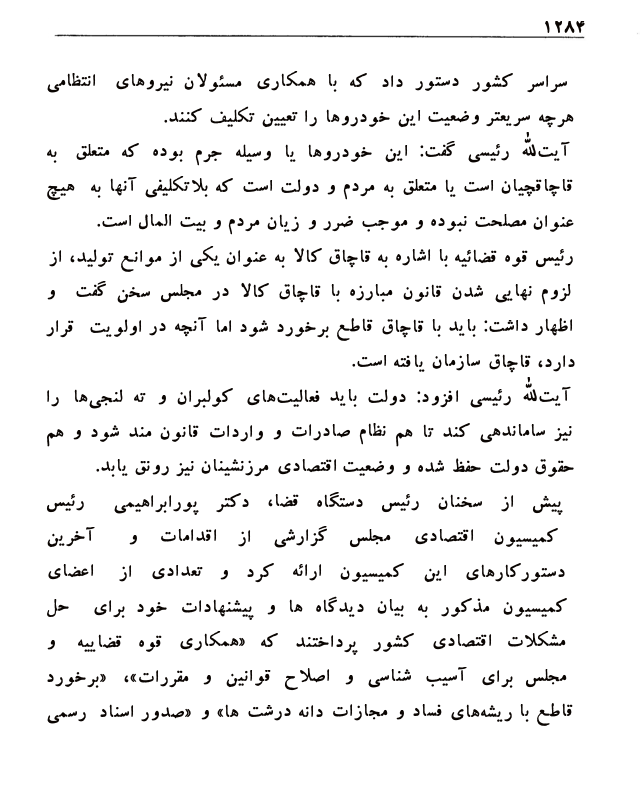 ۱۲۸۴
سراسر کشور دستور داد که با همکاری مسئولان نیروهای انتظامی
هرچه سریعتر وضعیت این خودروها را تعیین تکلیف کنند.
آیت‌الله رئیسی گفت: این خودروها یا وسیله جرم بوده که متعلق به
قاچاقچیان است یا متعلق به مردم و دولت است که بلاتکلیفی آنها به هیچ
عنوان مصلحت نبوده و موجب ضرر و زیان مردم و بیت المال است.
رئیس قوه قضائیه با اشاره به قاچاق کالا به عنوان یکی از موانع تولید، از
لزوم نهایی شدن قانون مبارزه با قاچاق کالا در مجلس سخن گفت و
اظهار داشت: باید با قاچاق قاطع برخورد شود اما آنچه در اولویت قرار
دارد، قاچاق سازمان یافته است.
آیت‌الله رئیسی افزود: دولت باید فعالیت‌های کولبران و ته لنجی‌ها را
نیز ساماندهی کند تا هم نظام صادرات و واردات قانون مند شود و هم
حقوق دولت حفظ شده و وضعیت اقتصادی مرزنشینان نیز رونق یابد.
پیش از سخنان رئیس دستگاه قضا، دکتر پورابراهیمی رئیس
کمیسیون اقتصادی مجلس گزارشی از اقدامات و آخرین
دستورکارهای این کمیسیون ارائه کرد و تعدادی از اعضای
کمیسیون مذکور به بیان دیدگاه ها و پیشنهادات خود برای حل
مشکلات اقتصادی کشور پرداختند که «همکاری قوه قضاییه و
مجلس برای آسیب شناسی و اصلاح قوانین و مقررات»، «برخورد
قاطع با ریشه‌های فساد و مجازات دانه درشت ها» و «صدور اسناد رسمی